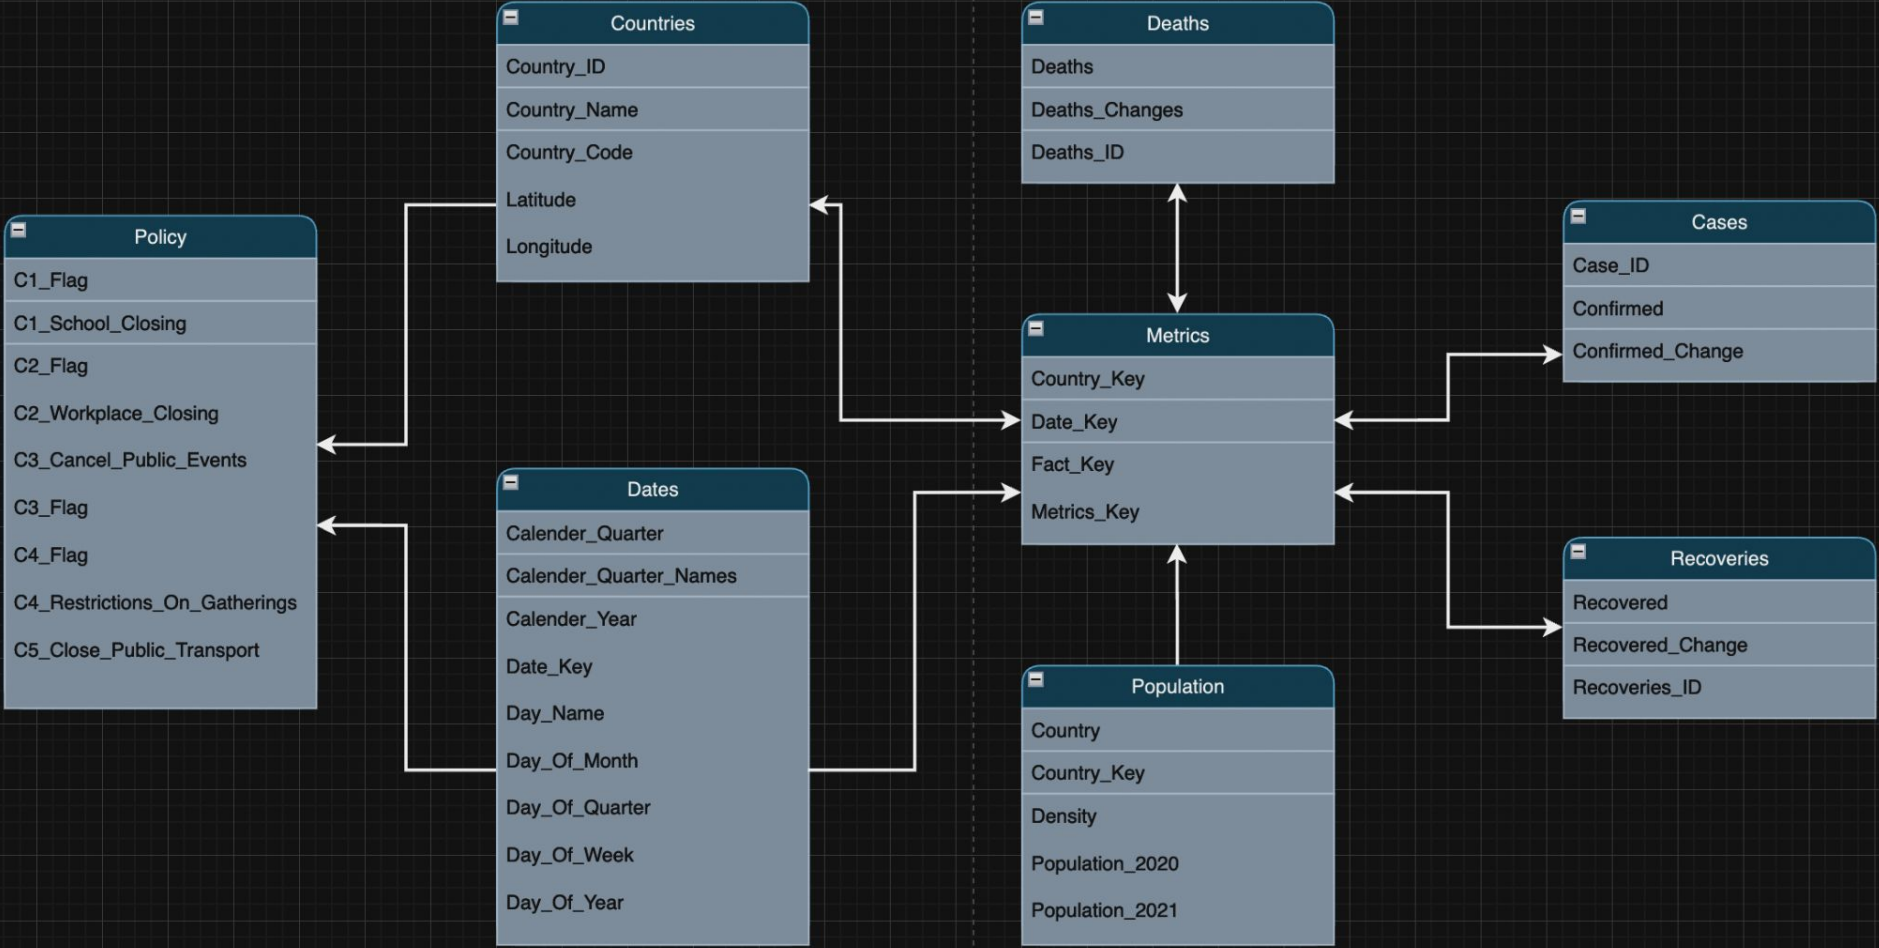 Countries
Country_ID
Country_Name
Country_Code
Latitude
Longitude
Deaths
Deaths
Deaths_Changes
Deaths_ID
Policy
C1_Flag
C1_School_Closing
C2_Flag
C2_Workplace_Closing
C3_Cancel_Public_Events
C3_Flag
C4_Flag
C4_Restrictions_On_Gatherings
C5_Close_Public_Transport
Cases
Case_ID
Confirmed
Confirmed_Change
Metrics
Country_Key
Date_Key
Fact_Key
Metrics_Key
Dates
Calender_Quarter
Calender_Quarter_Names
Calender_Year
Date_Key
Day_Name
Day_Of_Month
Day_Of_Quarter
Day_Of_Week
Day_Of_Year
Recoveries
Recovered
Recovered_Change
Recoveries_ID
Population
Country
Country_Key
Density
Population_2020
Population_2021